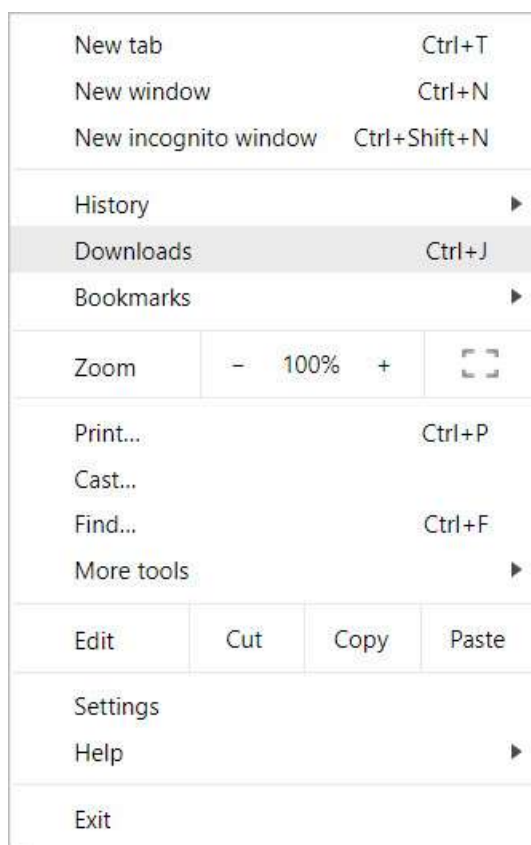 New tab Ctrl+T
New window Ctrl+N
New incognito window Ctrl+Shift+N
History
Downloads Ctrl+J
Bookmarks
Zoom - 100% +
Print... Ctrl+P
Cast...
Find... Ctrl+F
More tools
Edit Cut Copy Paste
Settings
Help
Exit